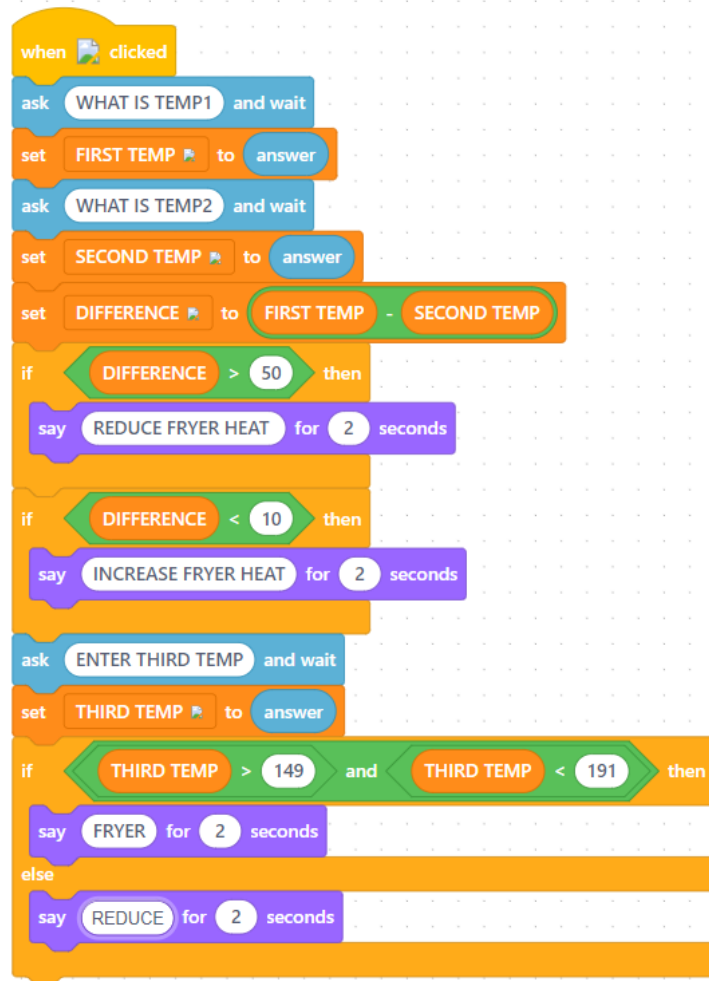 when clicked
ask WHAT IS TEMP1 and wait
set FIRST TEMP to answer
ask WHAT IS TEMP2 and wait
set SECOND TEMP to answer
set DIFFERENCE to FIRST TEMP - SECOND TEMP
if DIFFERENCE > 50 then
say REDUCE FRYER HEAT for 2 seconds
if DIFFERENCE < 10 then
say INCREASE FRYER HEAT for 2 seconds
ask ENTER THIRD TEMP and wait
set THIRD TEMP to answer
if THIRD TEMP > 149 and THIRD TEMP < 191 then
say FRYER for 2 seconds
else
say REDUCE for 2 seconds